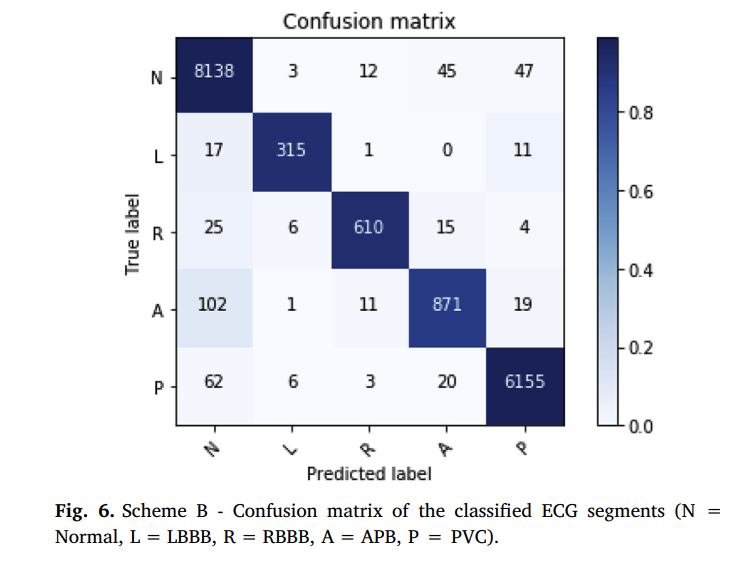 Confusion matrix
N 8138 3 12 45 47
0.8
L 17 315 1 0 11
0.6
True label
R 25 6 610 15 4
0.4
A 102 1 11 871 19
0.2
P 62 6 3 20 6155
0.0
N L R A P
Predicted label
Fig. 6. Scheme B - Confusion matrix of the classified ECG segments (N =
Normal, L = LBBB, R = RBBB, A = APB, P = PVC).